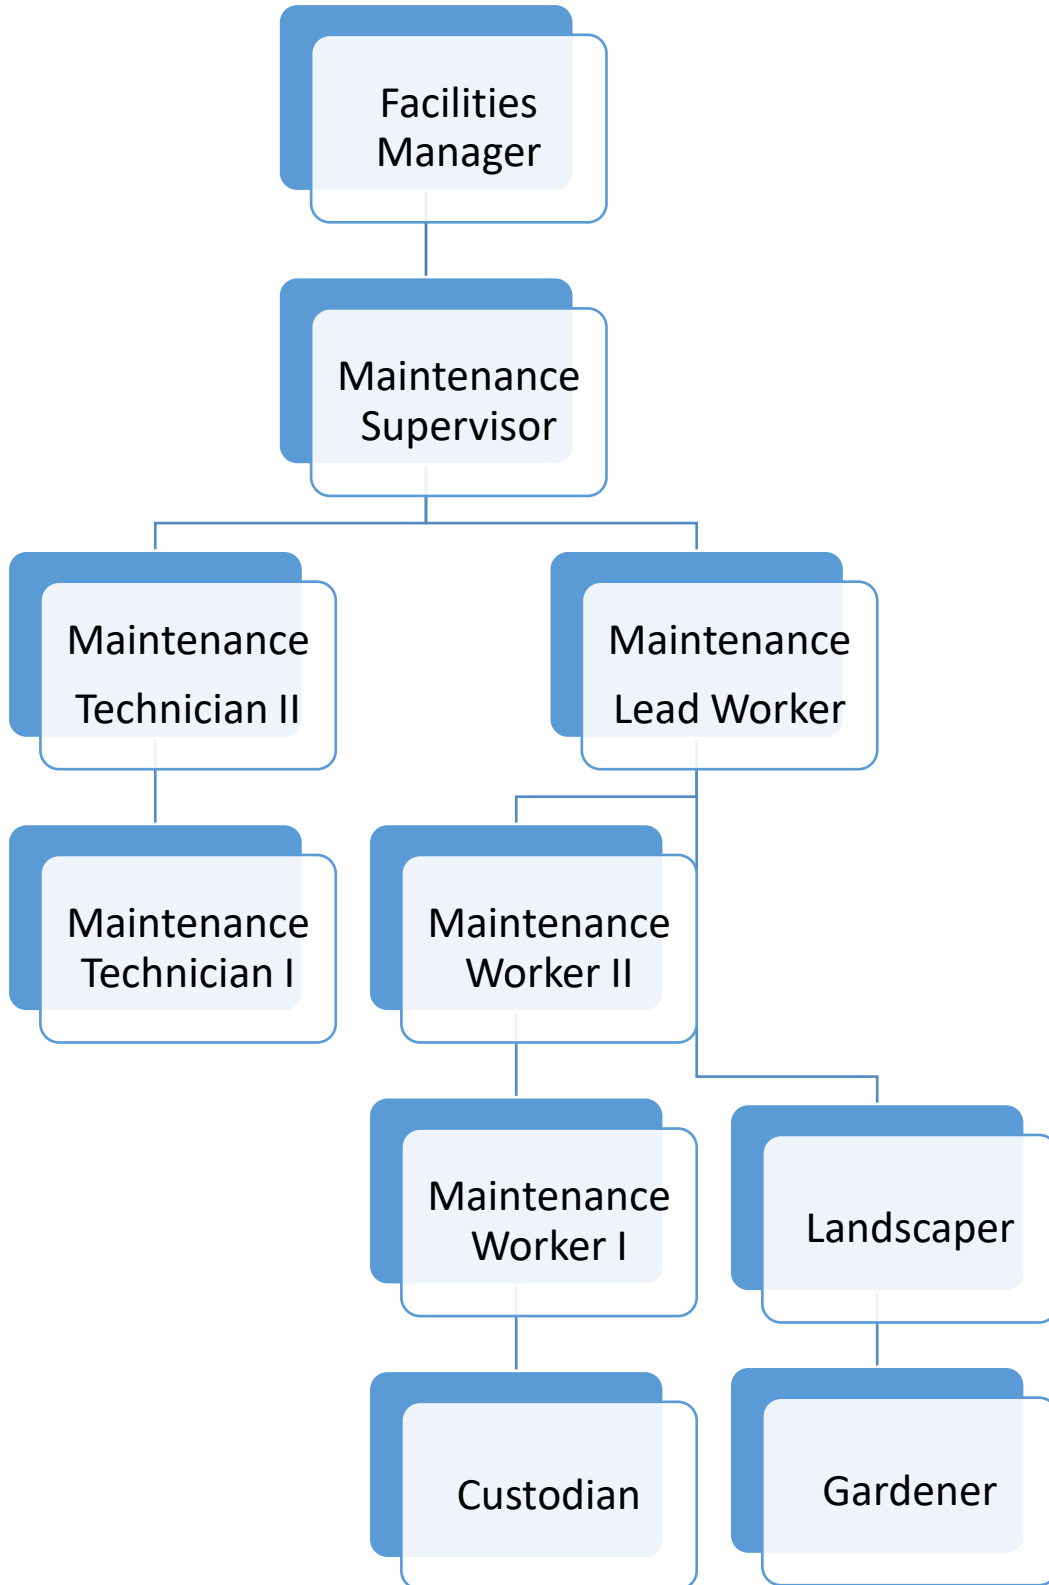 Facilities
Manager
Maintenance
Supervisor
Maintenance
Technician II
Maintenance
Lead Worker
Maintenance
Technician I
Maintenance
Worker II
Maintenance
Worker I
Landscaper
Custodian
Gardener